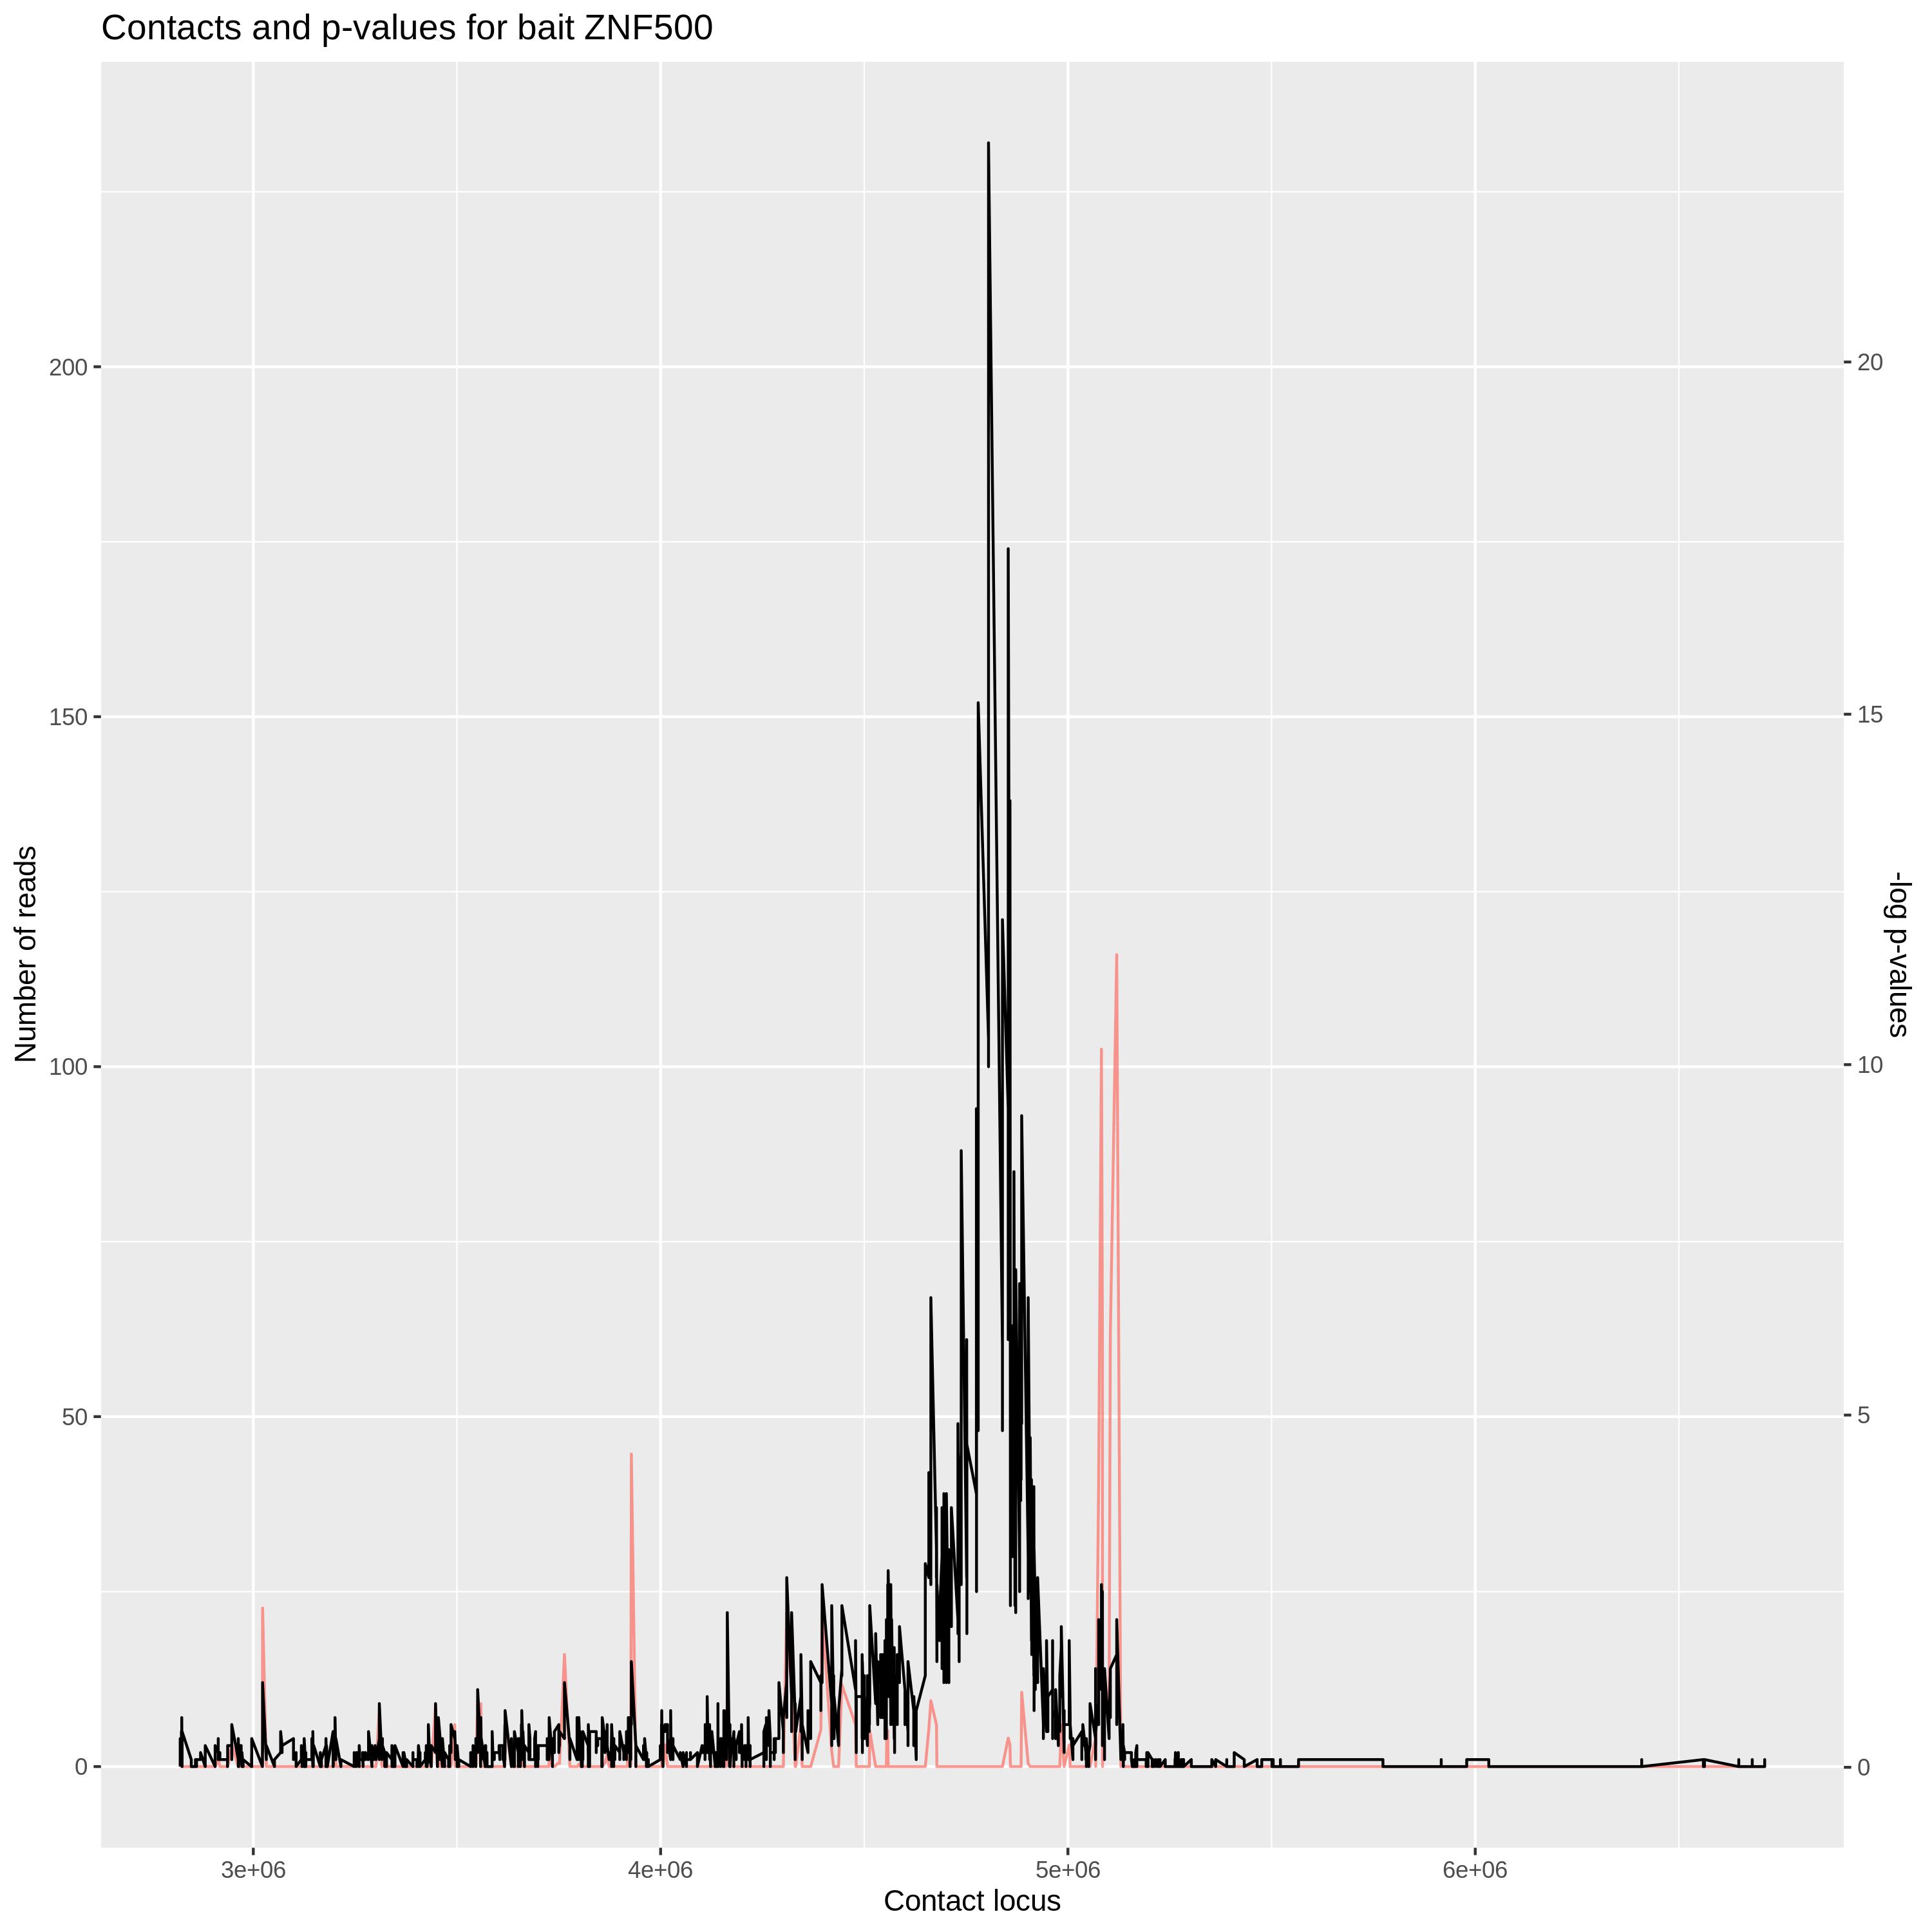 Contacts and p-values for bait ZNF500
200
150
100
50
0
Number of reads
20
15
10
5
0
-log p-values
3e+06
4e+06
5e+06
6e+06
Contact locus